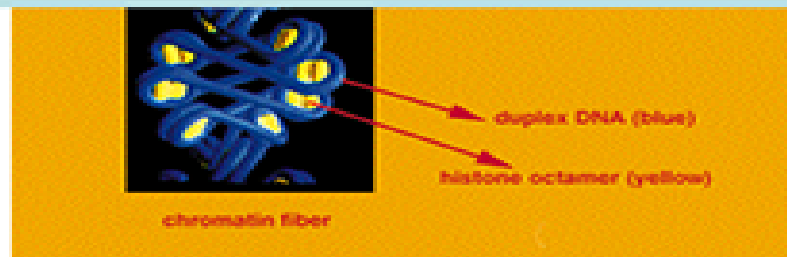 duplex DNA (blue)
histone octamer (yellow)
chromatin fiber